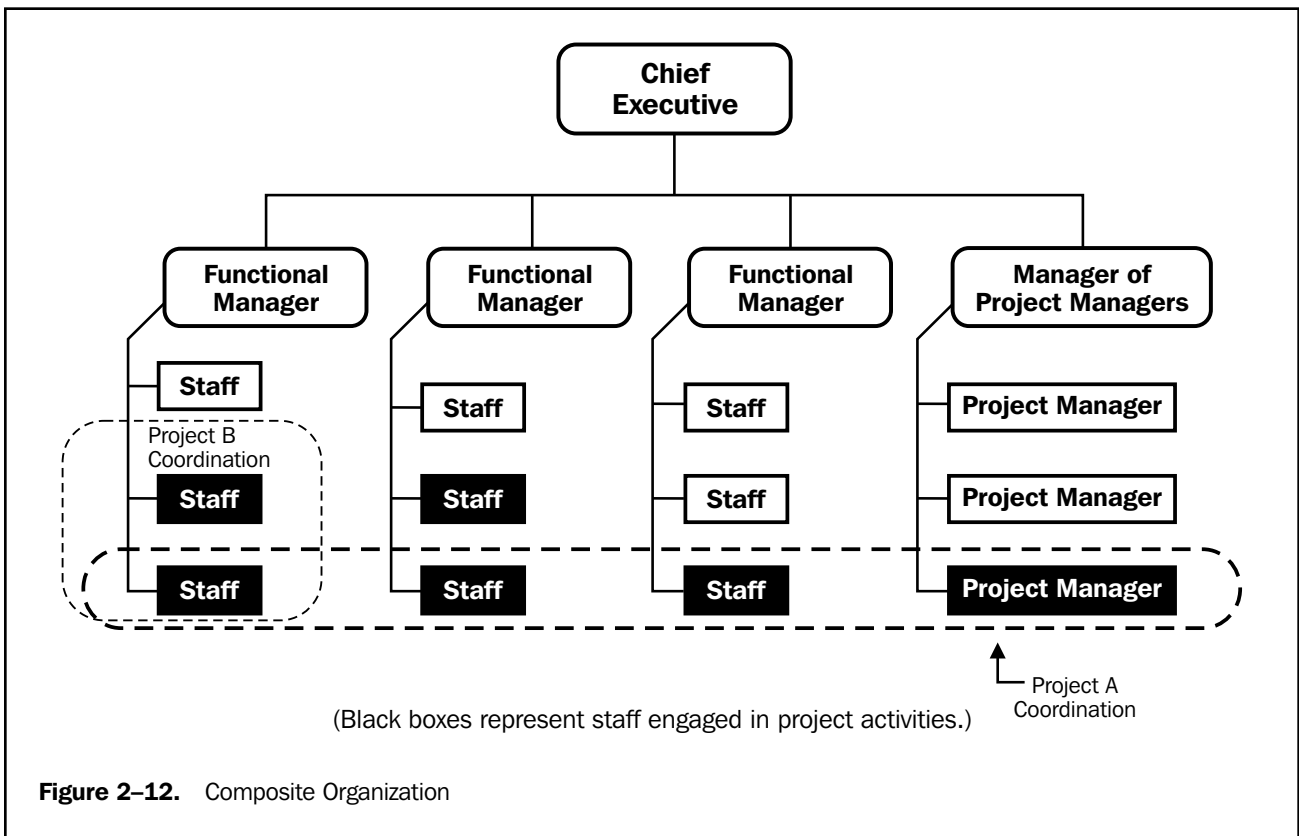 Chief
Executive
Functional
Manager
Functional
Manager
Functional
Manager
Manager of
Project Managers
Staff
Staff
Staff
Project Manager
Project B
Coordination
Staff
Staff
Staff
Project Manager
Staff
Staff
Staff
Project Manager
Project A
Coordination
(Black boxes represent staff engaged in project activities.)
Figure 2–12. Composite Organization